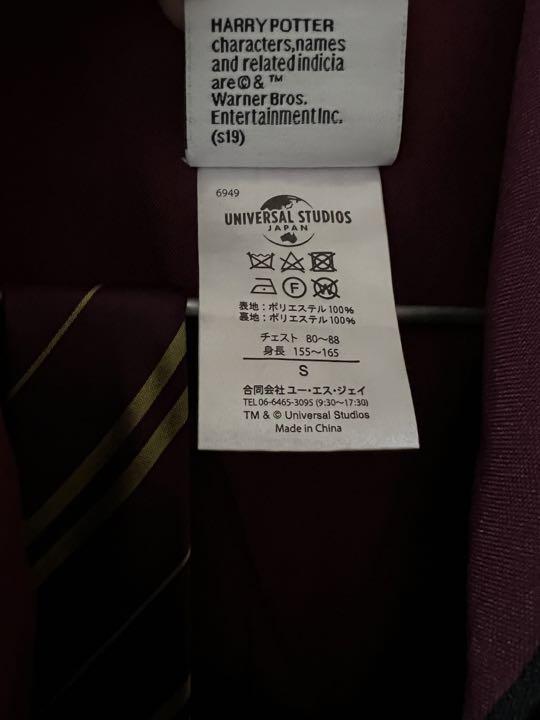 HARRY POTTER
characters,names
and related indicia
are©& ™
Warner Bros.
EntertainmentInc.
(s19)
6949
UNIVERSAL STUDIOS
JAPAN
F
W
表地：ポリエステル100%
裏地：ポリエステル100%
チェスト 80〜88
身長 155〜165
S
合同会社 ユー・エス・ジェイ
TEL 06-6465-3095 (9:30〜17:30)
TM & © Universal Studios
Made in China